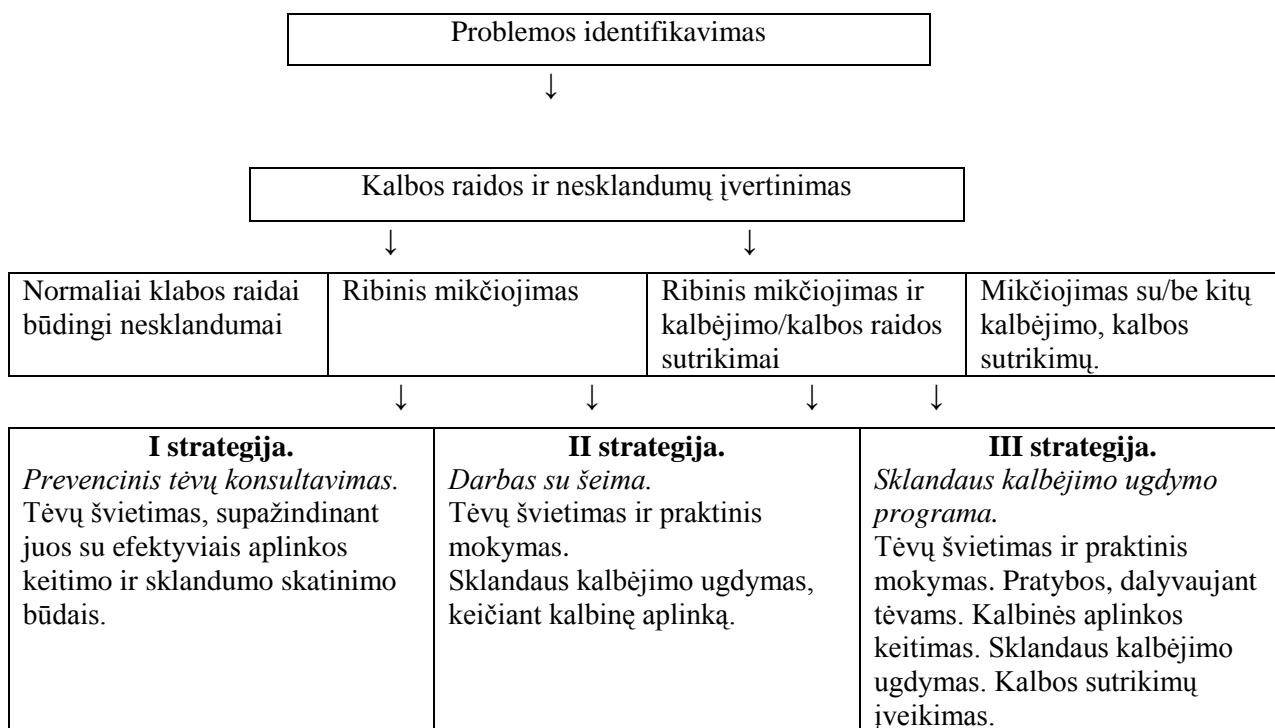 Problemos identifikavimas
↓
Kalbos raidos ir nesklandumų įvertinimas
↓ ↓
Normaliai klabos raidai
būdingi nesklandumai
Ribinis mikčiojimas
Ribinis mikčiojimas ir
kalbėjimo/kalbos raidos
sutrikimai
Mikčiojimas su/be kitų
kalbėjimo, kalbos
sutrikimų.
↓ ↓ ↓ ↓
I strategija.
Prevencinis tėvų konsultavimas.
Tėvų švietimas, supažindinant
juos su efektyviais aplinkos
keitimo ir sklandumo skatinimo
būdais.
II strategija.
Darbas su šeima.
Tėvų švietimas ir praktinis
mokymas.
Sklandaus kalbėjimo ugdymas,
keičiant kalbinę aplinką.
III strategija.
Sklandaus kalbėjimo ugdymo
programa.
Tėvų švietimas ir praktinis
mokymas. Pratybos, dalyvaujant
tėvams. Kalbinės aplinkos
keitimas. Sklandaus kalbėjimo
ugdymas. Kalbos sutrikimų
įveikimas.